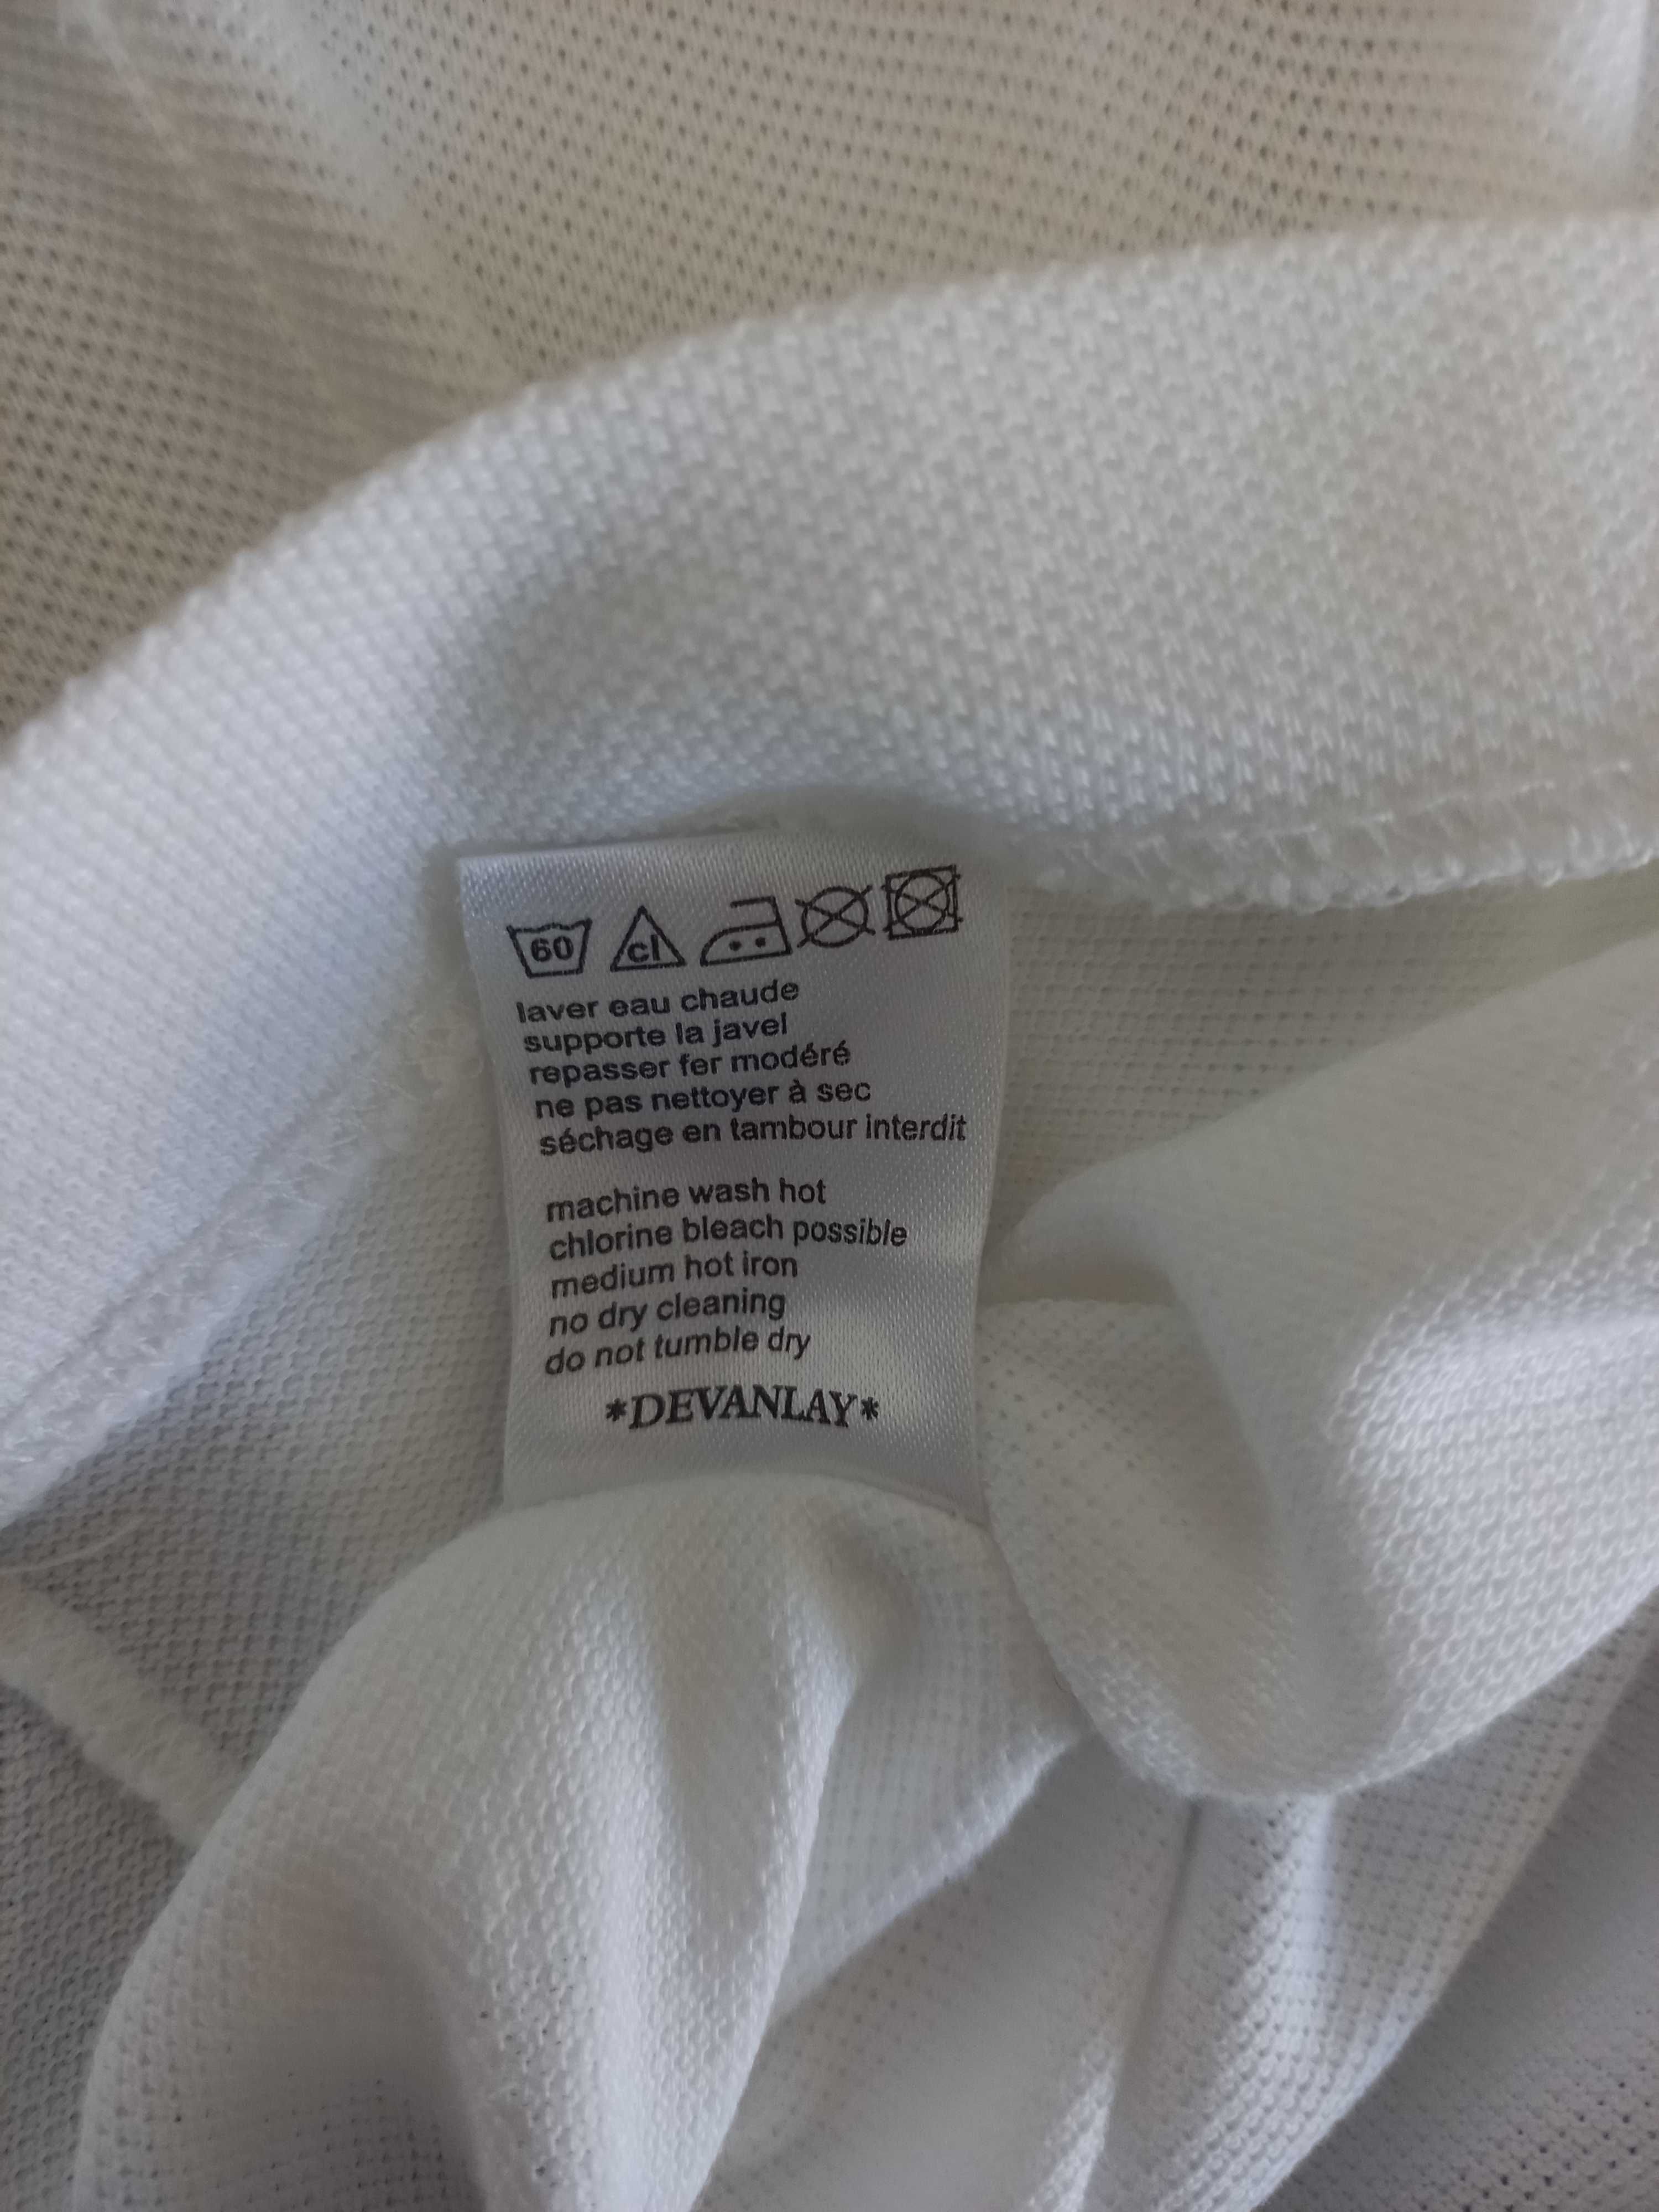 60 cl
laver eau chaude
supporte la javel
repasser fer modéré
ne pas nettoyer à sec
séchage en tambour interdit
machine wash hot
chlorine bleach possible
medium hot iron
no dry cleaning
do not tumble dry
*DEVANLAY*